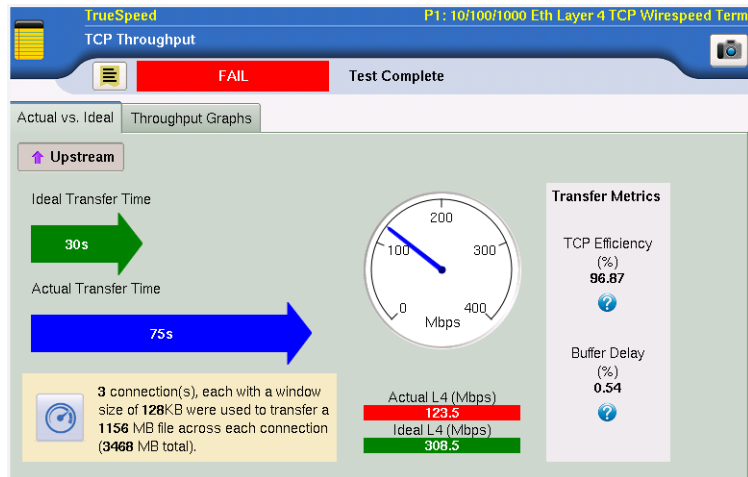 TrueSpeed
P1: 10/100/1000 Eth Layer 4 TCP Wirespeed Term
TCP Throughput
FAIL
Test Complete
Actual vs. Ideal
Throughput Graphs
Upstream
Ideal Transfer Time
30s
Actual Transfer Time
75s
3 connection(s), each with a window
size of 128KB were used to transfer a
1156 MB file across each connection
(3468 MB total).
200
100
300
0
400
Mbps
Actual L4 (Mbps)
123.5
Ideal L4 (Mbps)
308.5
Transfer Metrics
TCP Efficiency
(%)
96.87
?
Buffer Delay
(%)
0.54
?